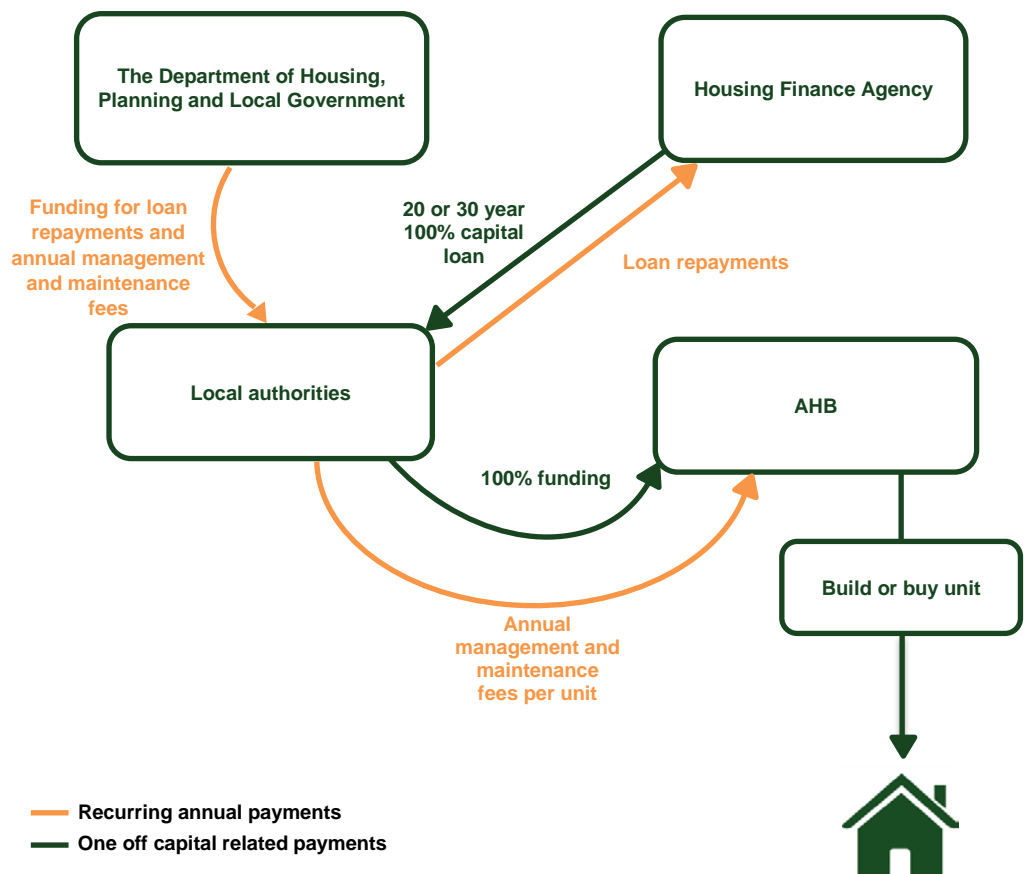 The Department of Housing,
Planning and Local Government
Housing Finance Agency
Funding for loan
repayments and
annual management
and maintenance
fees
20 or 30 year
100% capital
loan
Loan repayments
Local authorities
AHB
100% funding
Build or buy unit
Annual
management and
maintenance
fees per unit
Recurring annual payments
One off capital related payments